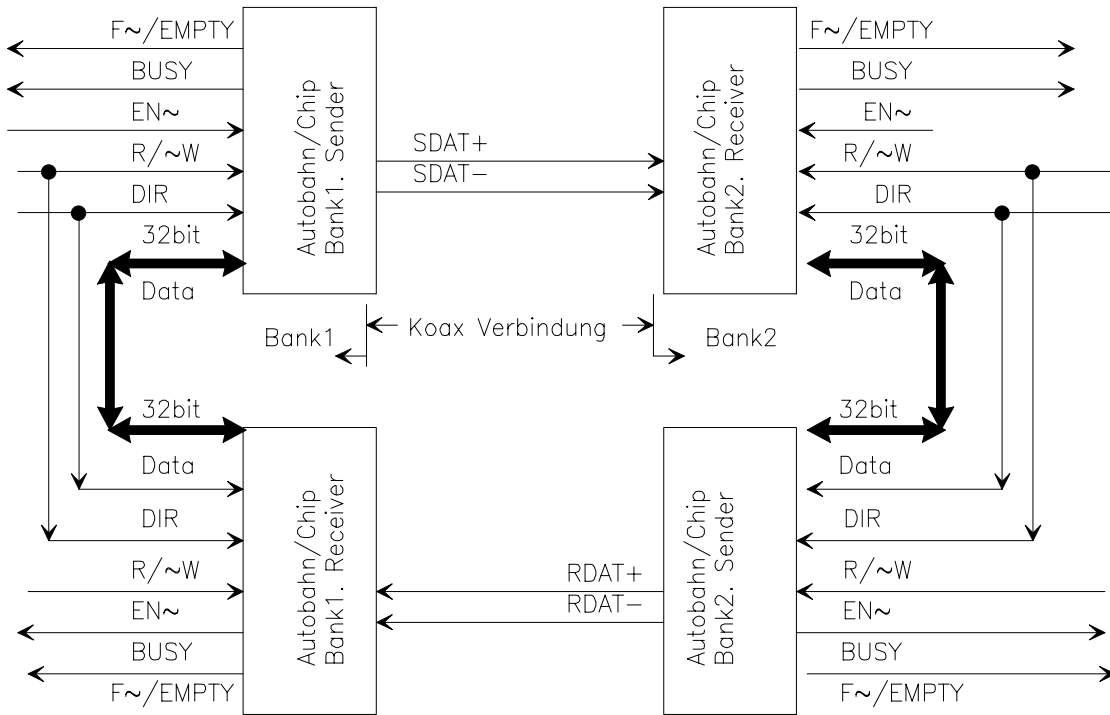 F~/EMPTY
BUSY
EN~
R/~W
DIR
32bit
Data
Autobahn/Chip
Bank1. Sender
SDAT+
SDAT-
Autobahn/Chip
Bank2. Receiver
F~/EMPTY
BUSY
EN~
R/~W
DIR
32bit
Data
Bank1
Koax Verbindung
Bank2
32bit
Data
DIR
R/~W
EN~
BUSY
F~/EMPTY
Autobahn/Chip
Bank1. Receiver
RDAT+
RDAT-
Autobahn/Chip
Bank2. Sender
32bit
Data
DIR
R/~W
EN~
BUSY
F~/EMPTY